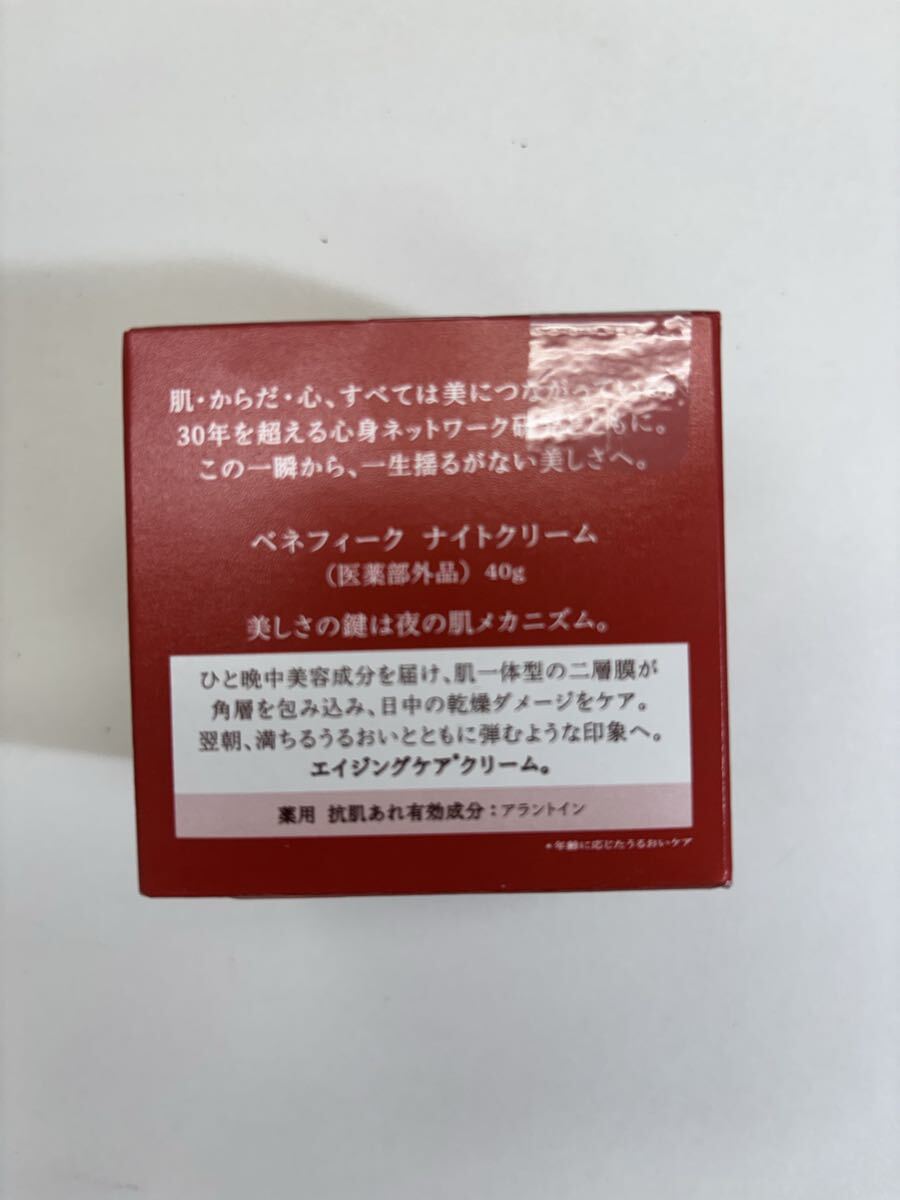 肌・からだ・心、すべては美につながっている。
30年を超える心身ネットワーク研究とともに。
この一瞬から、一生揺るがない美しさへ。
ベネフィーク ナイトクリーム
（医薬部外品） 40g
美しさの鍵は夜の肌メカニズム。
ひと晩中美容成分を届け、肌一体型の二層膜が
角層を包み込み、日中の乾燥ダメージをケア。
翌朝、満ちるうるおいとともに弾むような印象へ。
エイジングケア*クリーム。
薬用 抗肌あれ有効成分：アラントイン
*年齢に応じたうるおいケア